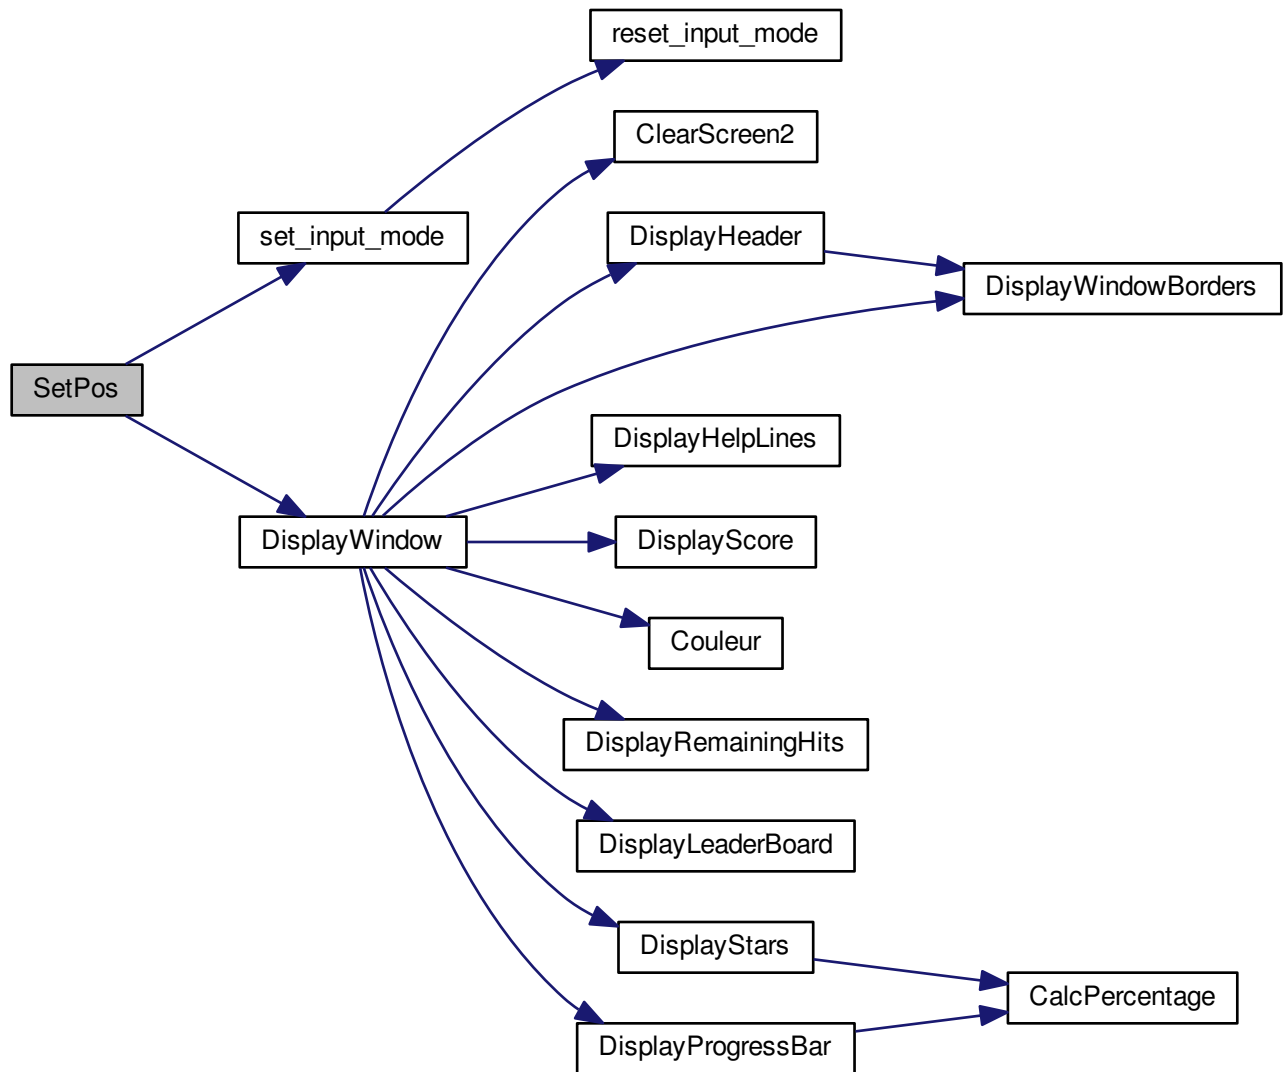 reset_input_mode
ClearScreen2
set_input_mode
DisplayHeader
DisplayWindowBorders
SetPos
DisplayHelpLines
DisplayWindow
DisplayScore
Couleur
DisplayRemainingHits
DisplayLeaderBoard
DisplayStars
CalcPercentage
DisplayProgressBar